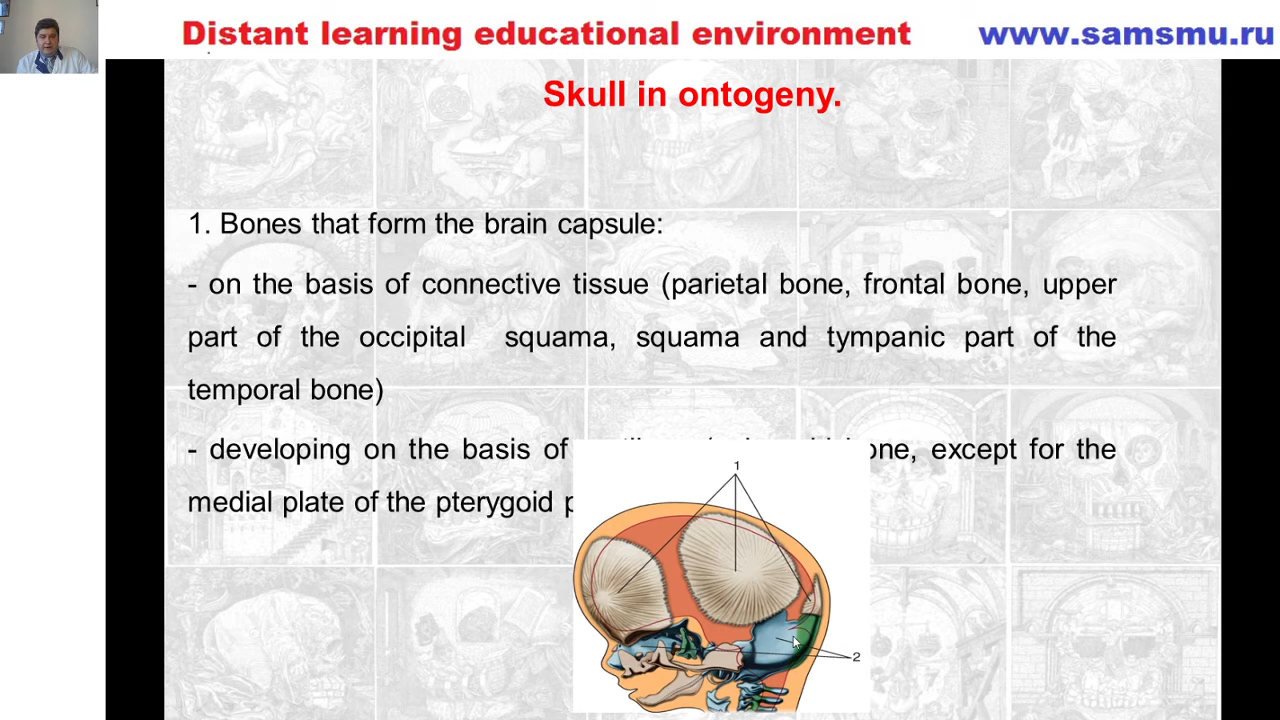 Distant learning educational environment www.samsmu.ru
Skull in ontogeny.
1. Bones that form the brain capsule:
- on the basis of connective tissue (parietal bone, frontal bone, upper
part of the occipital squama, squama and tympanic part of the
temporal bone)
- developing on the basis of
except for the
medial plate of the pterygoid
1
2